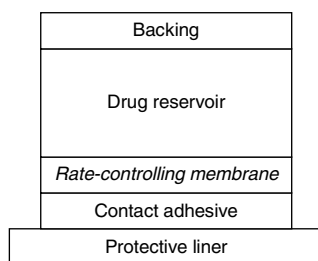 Backing
Drug reservoir
Rate-controlling membrane
Contact adhesive
Protective liner